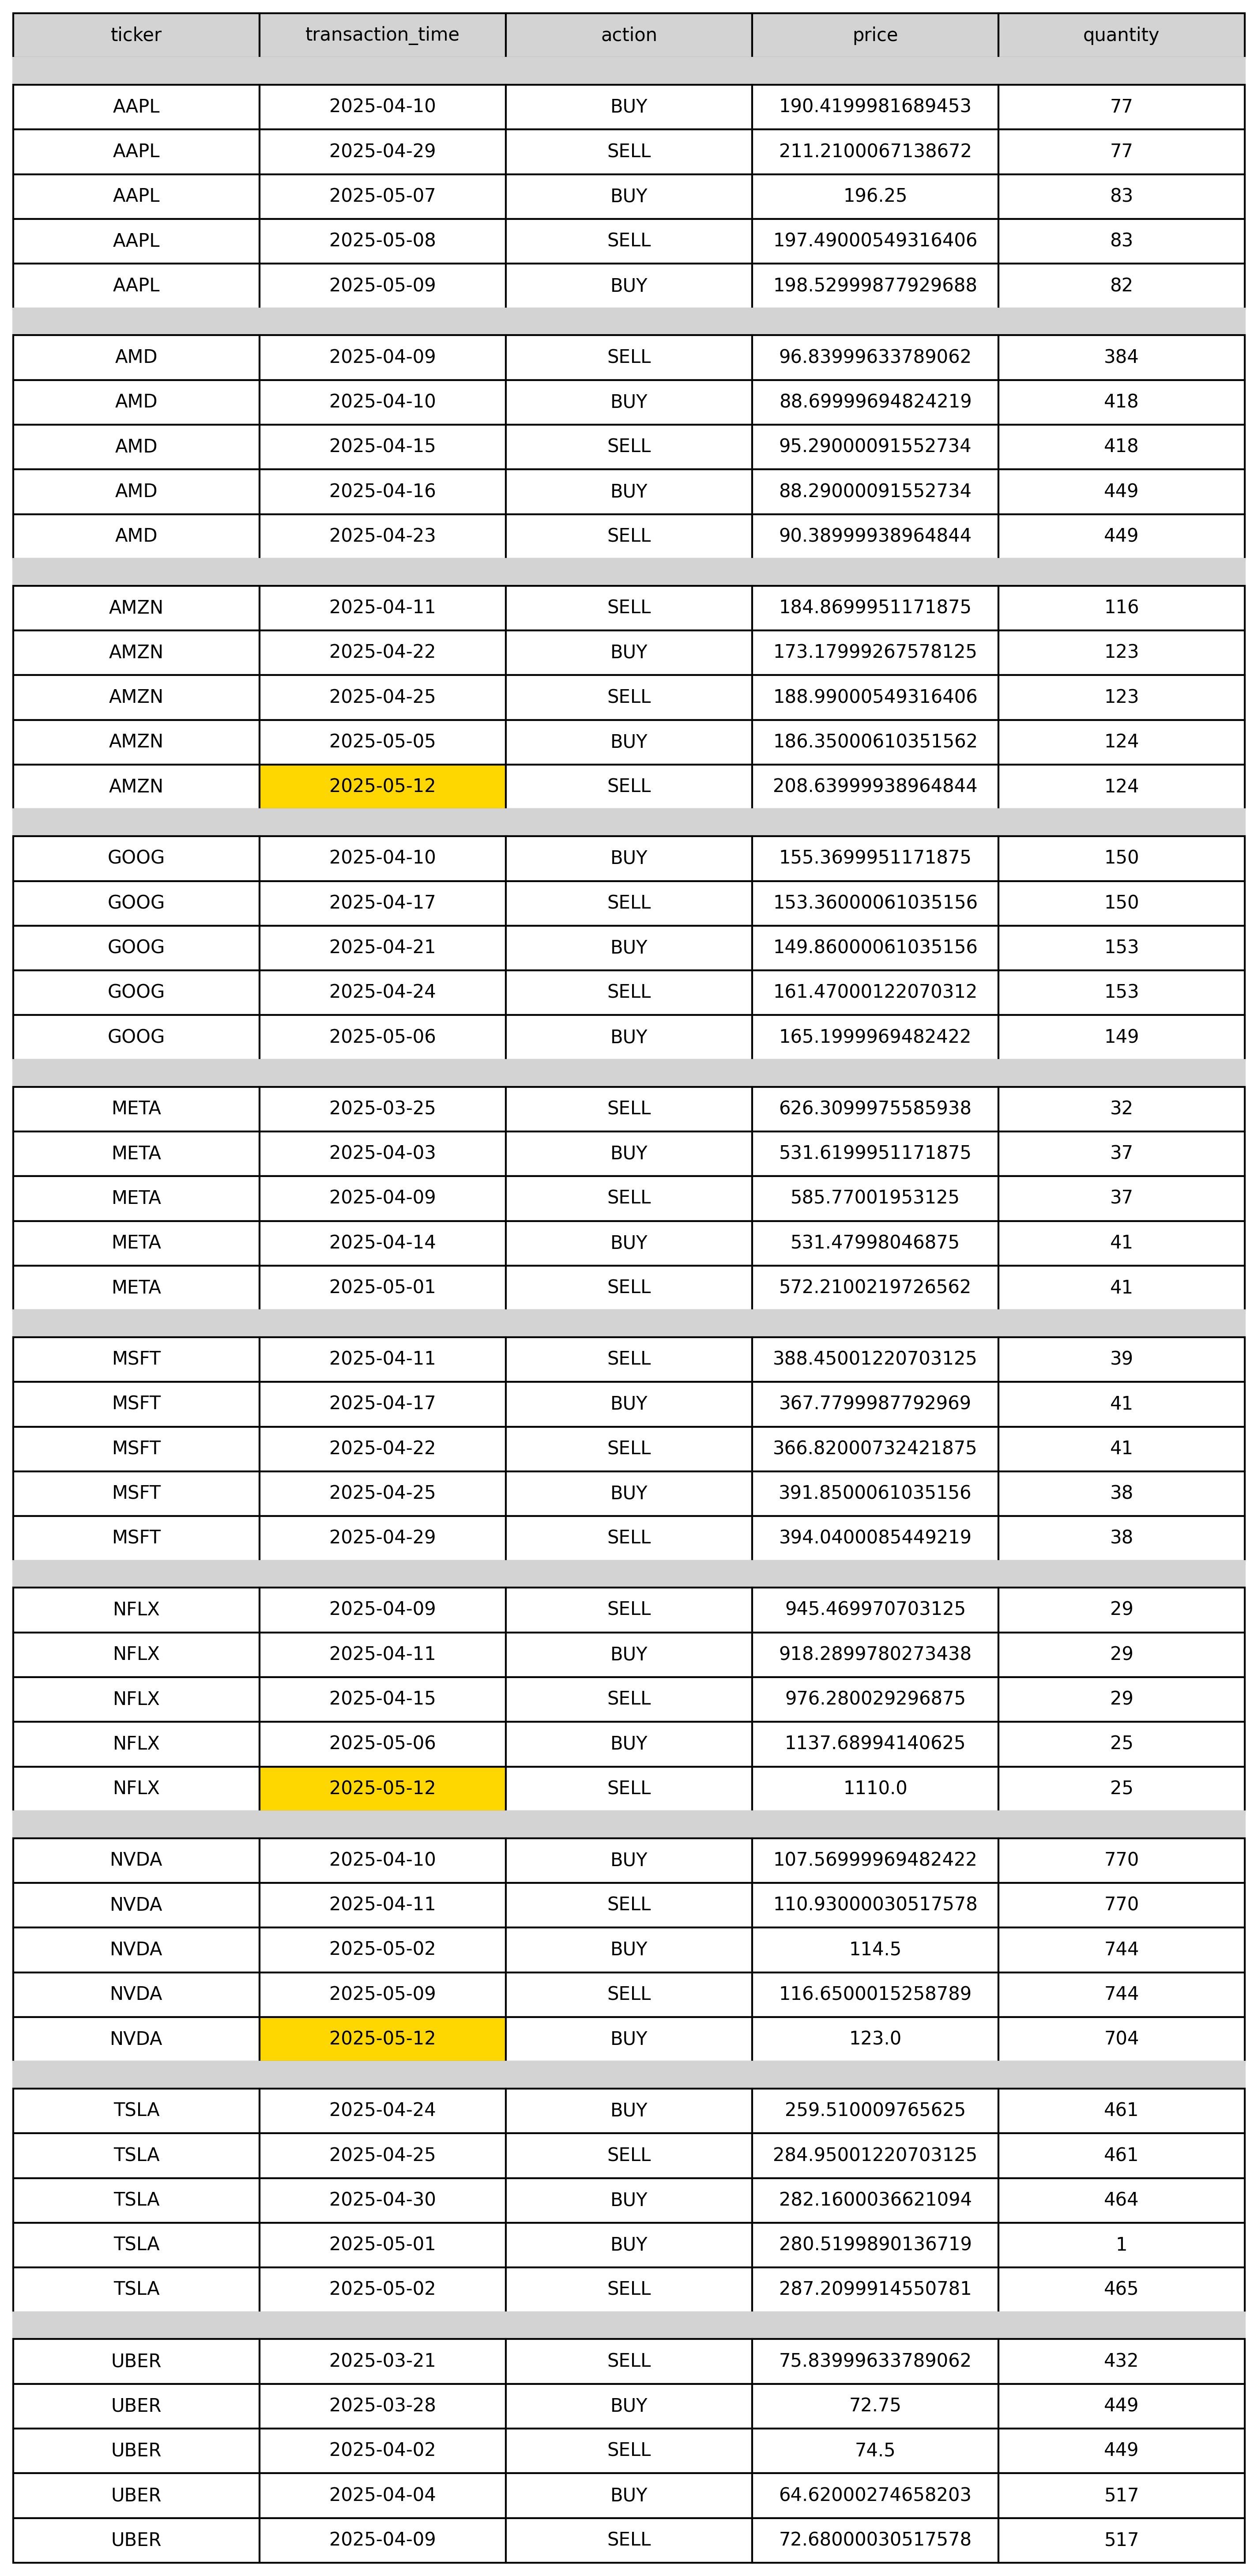 ticker transaction_time action price quantity
AAPL 2025-04-10 BUY 190.4199981689453 77
AAPL 2025-04-29 SELL 211.2100067138672 77
AAPL 2025-05-07 BUY 196.25 83
AAPL 2025-05-08 SELL 197.49000549316406 83
AAPL 2025-05-09 BUY 198.52999877929688 82
AMD 2025-04-09 SELL 96.83999633789062 384
AMD 2025-04-10 BUY 88.69999694824219 418
AMD 2025-04-15 SELL 95.29000091552734 418
AMD 2025-04-16 BUY 88.29000091552734 449
AMD 2025-04-23 SELL 90.38999938964844 449
AMZN 2025-04-11 SELL 184.8699951171875 116
AMZN 2025-04-22 BUY 173.17999267578125 123
AMZN 2025-04-25 SELL 188.99000549316406 123
AMZN 2025-05-05 BUY 186.35000610351562 124
AMZN 2025-05-12 SELL 208.63999938964844 124
GOOG 2025-04-10 BUY 155.3699951171875 150
GOOG 2025-04-17 SELL 153.36000061035156 150
GOOG 2025-04-21 BUY 149.86000061035156 153
GOOG 2025-04-24 SELL 161.47000122070312 153
GOOG 2025-05-06 BUY 165.1999969482422 149
META 2025-03-25 SELL 626.3099975585938 32
META 2025-04-03 BUY 531.6199951171875 37
META 2025-04-09 SELL 585.77001953125 37
META 2025-04-14 BUY 531.47998046875 41
META 2025-05-01 SELL 572.2100219726562 41
MSFT 2025-04-11 SELL 388.45001220703125 39
MSFT 2025-04-17 BUY 367.7799987792969 41
MSFT 2025-04-22 SELL 366.82000732421875 41
MSFT 2025-04-25 BUY 391.8500061035156 38
MSFT 2025-04-29 SELL 394.0400085449219 38
NFLX 2025-04-09 SELL 945.469970703125 29
NFLX 2025-04-11 BUY 918.2899780273438 29
NFLX 2025-04-15 SELL 976.280029296875 29
NFLX 2025-05-06 BUY 1137.68994140625 25
NFLX 2025-05-12 SELL 1110.0 25
NVDA 2025-04-10 BUY 107.56999969482422 770
NVDA 2025-04-11 SELL 110.93000030517578 770
NVDA 2025-05-02 BUY 114.5 744
NVDA 2025-05-09 SELL 116.6500015258789 744
NVDA 2025-05-12 BUY 123.0 704
TSLA 2025-04-24 BUY 259.510009765625 461
TSLA 2025-04-25 SELL 284.95001220703125 461
TSLA 2025-04-30 BUY 282.1600036621094 464
TSLA 2025-05-01 BUY 280.5199890136719 1
TSLA 2025-05-02 SELL 287.2099914550781 465
UBER 2025-03-21 SELL 75.83999633789062 432
UBER 2025-03-28 BUY 72.75 449
UBER 2025-04-02 SELL 74.5 449
UBER 2025-04-04 BUY 64.62000274658203 517
UBER 2025-04-09 SELL 72.68000030517578 517